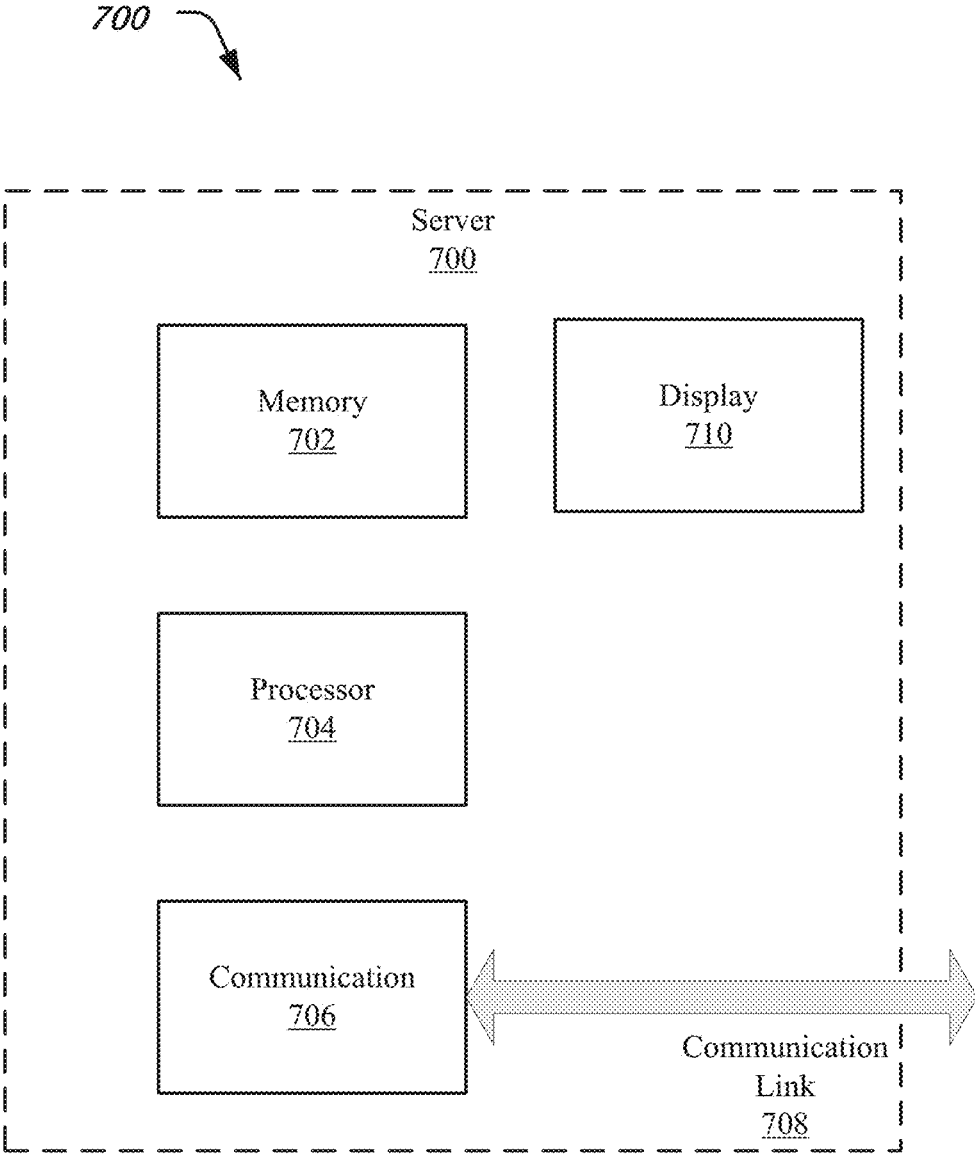 700
Server
700
Memory
702
Display
710
Processor
704
Communication
706
Communication
Link
708